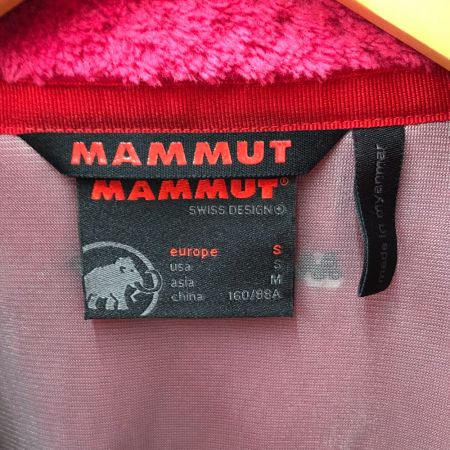 MAMMUT
MAMMUT®
SWISS DESIGN
europe S
usa S
asia M
china 160/88A
made in myanmar